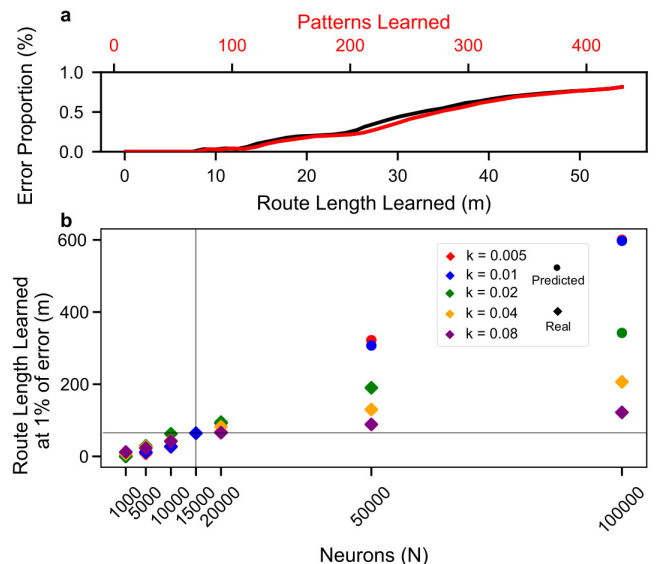 a
Patterns Learned
0 100 200 300 400
Error Proportion (%)
1.0
0.5
0.0
0 10 20 30 40 50
Route Length Learned (m)
b
Route Length Learned
at 1% of error (m)
600
400
200
0
k = 0.005
k = 0.01
k = 0.02
k = 0.04
k = 0.08
Predicted
Real
1000 5000 10000 15000 20000 50000 100000
Neurons (N)